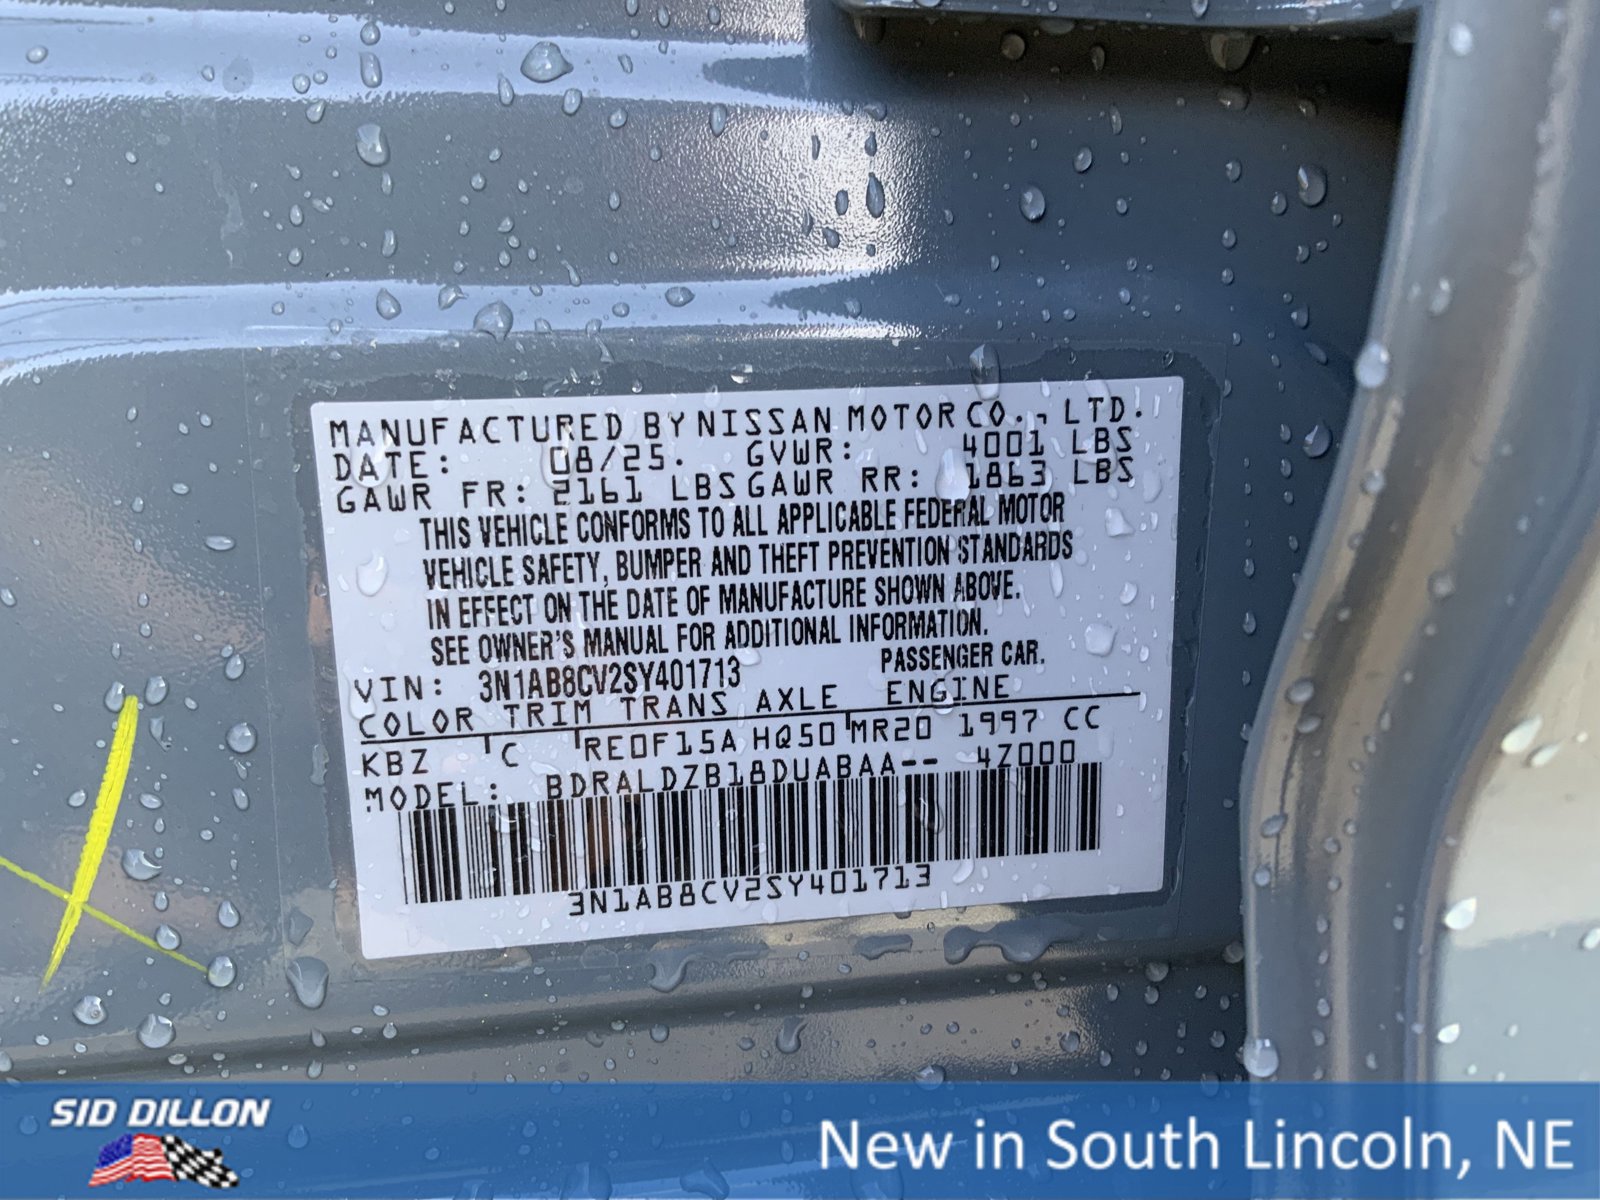 MANUFACTURED BY NISSAN MOTOR CO., LTD.
DATE: 08/25. GVWR: 4001 LBS
GAWR FR: 2161 LBS GAWR RR: 1863 LBS
THIS VEHICLE CONFORMS TO ALL APPLICABLE FEDERAL MOTOR
VEHICLE SAFETY, BUMPER AND THEFT PREVENTION STANDARDS
IN EFFECT ON THE DATE OF MANUFACTURE SHOWN ABOVE.
SEE OWNER'S MANUAL FOR ADDITIONAL INFORMATION.
VIN: 3N1AB8CV2SY401713 PASSENGER CAR.
COLOR TRIM TRANS AXLE ENGINE
KBZ C RE0F15A HQ50 MR20 1997 CC
MODEL: BDRALDZB18DUABAA-- 4Z000
3N1AB8CV2SY401713
SID DILLON
New in South Lincoln, NE